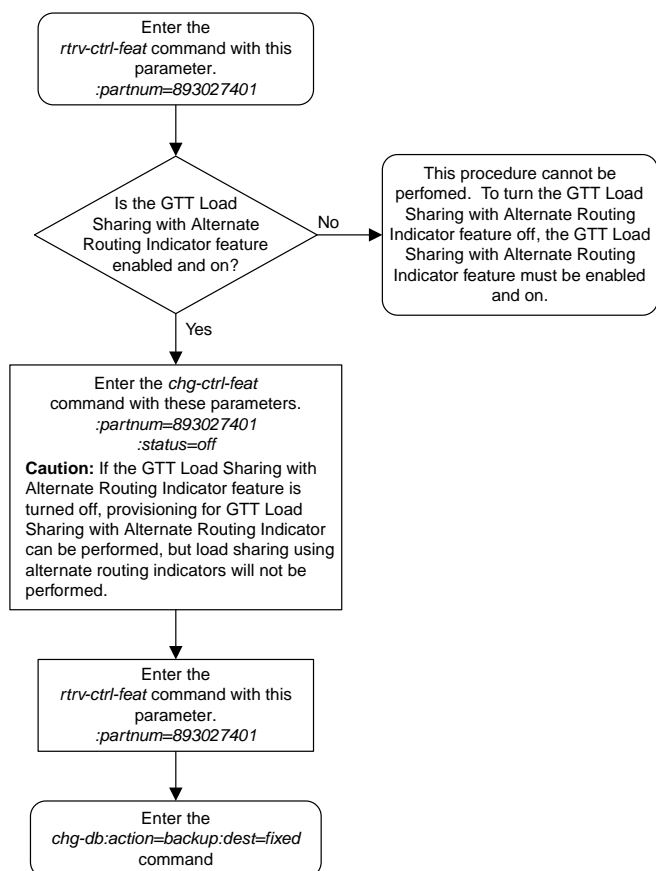 Enter the
rtrv-ctrl-feat command with this
parameter.
:partnum=893027401
Is the GTT Load
Sharing with Alternate
Routing Indicator feature
enabled and on?
No
This procedure cannot be
perfomed. To turn the GTT Load
Sharing with Alternate Routing
Indicator feature off, the GTT Load
Sharing with Alternate Routing
Indicator feature must be enabled
and on.
Yes
Enter the chg-ctrl-feat
command with these parameters.
:partnum=893027401
:status=off
Caution: If the GTT Load Sharing with
Alternate Routing Indicator feature is
turned off, provisioning for GTT Load
Sharing with Alternate Routing Indicator
can be performed, but load sharing using
alternate routing indicators will not be
performed.
Enter the
rtrv-ctrl-feat command with this
parameter.
:partnum=893027401
Enter the
chg-db:action=backup:dest=fixed
command